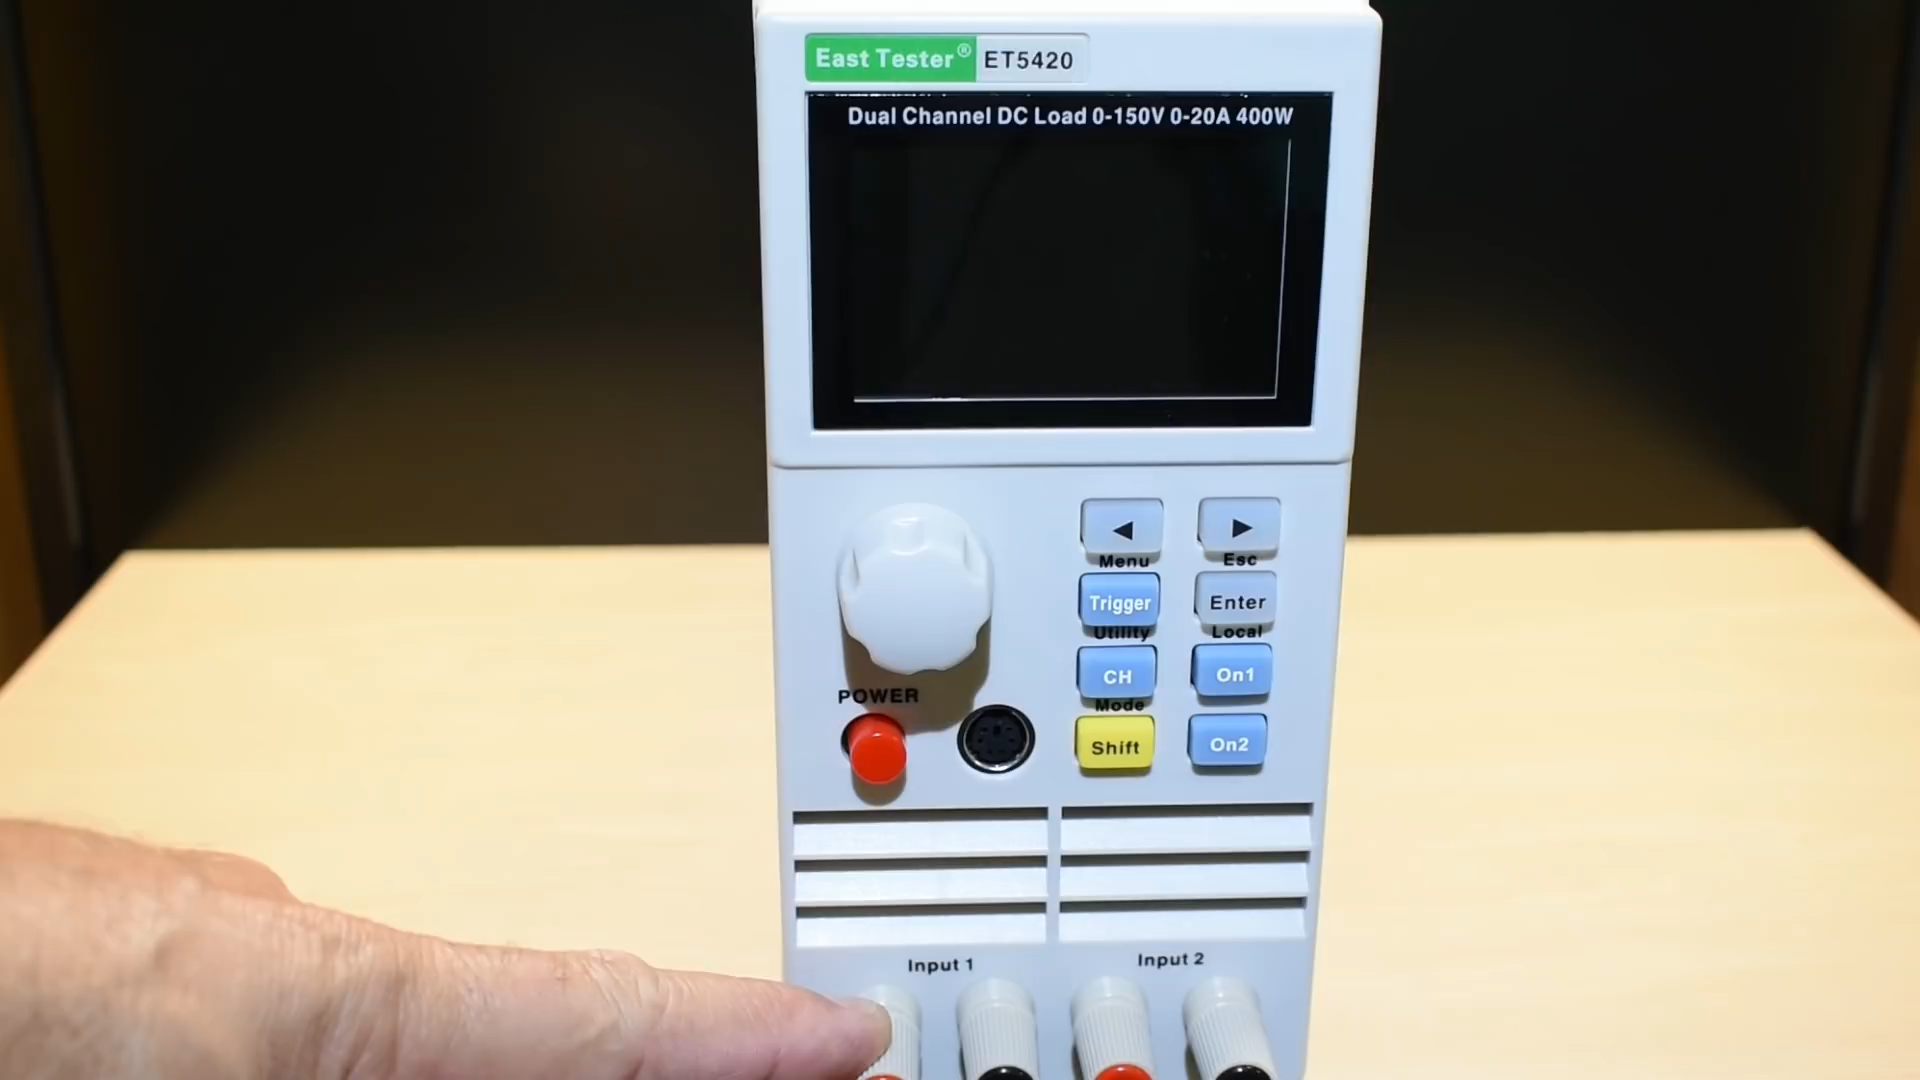 East Tester® ET5420
Dual Channel DC Load 0-150V 0-20A 400W
◀ ▶
Menu Esc
Trigger Enter
Utility Local
CH On1
Mode
Shift On2
POWER
Input 1 Input 2